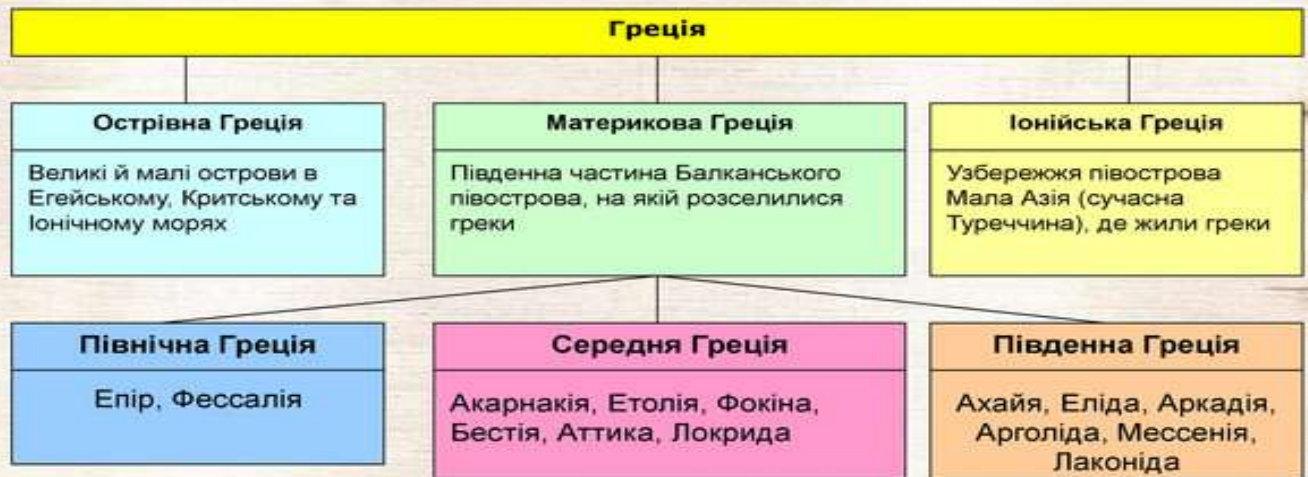 Греція
Острівна Греція
Великі й малі острови в
Егейському, Критському та
Іонічному морях
Материкова Греція
Південна частина Балканського
півострова, на якій розселилися
греки
Іонійська Греція
Узбережжя півострова
Мала Азія (сучасна
Туреччина), де жили греки
Північна Греція
Епір, Фессалія
Середня Греція
Акарнакія, Етолія, Фокіна,
Бестія, Аттика, Локрида
Південна Греція
Ахайя, Еліда, Аркадія,
Арголіда, Мессенія,
Лаконіда